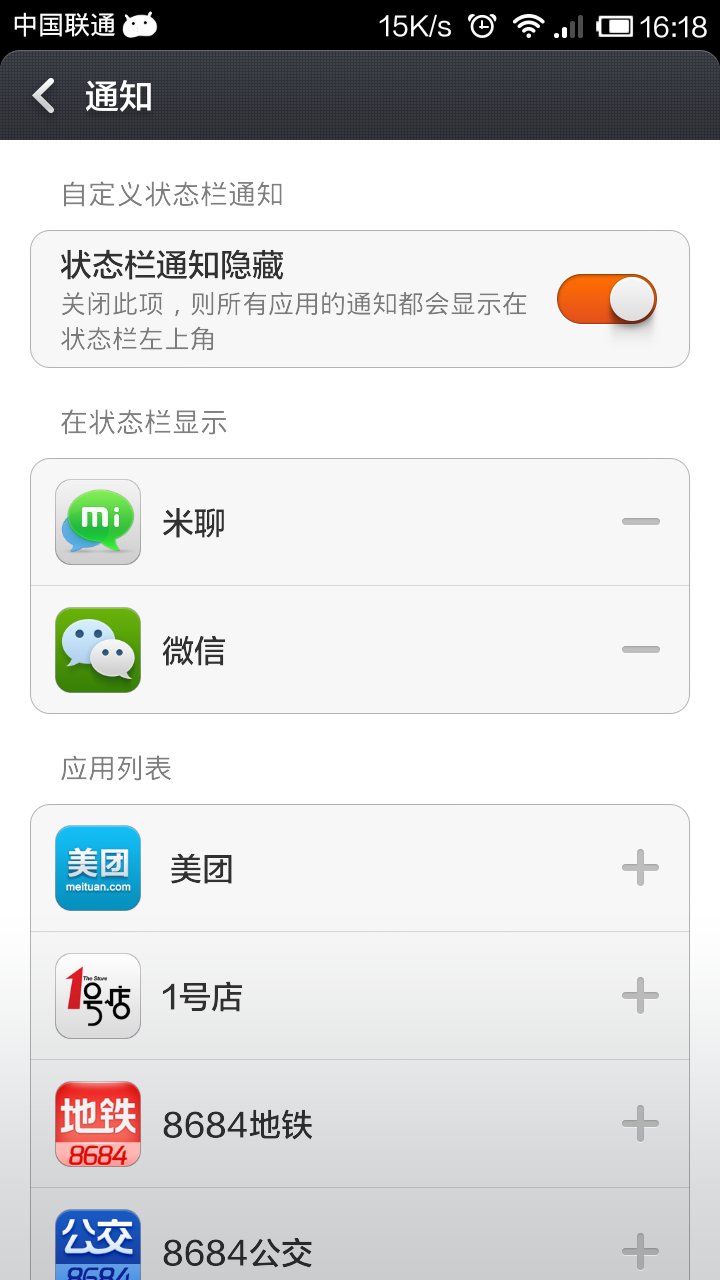 中国联通 15K/s 16:18
通知
自定义状态栏通知
状态栏通知隐藏
关闭此项，则所有应用的通知都会显示在
状态栏左上角
在状态栏显示
mi
米聊
微信
应用列表
美团
meituan.com
美团
The Store
1号店
1号店
地铁
8684
8684地铁
公交
8684
8684公交